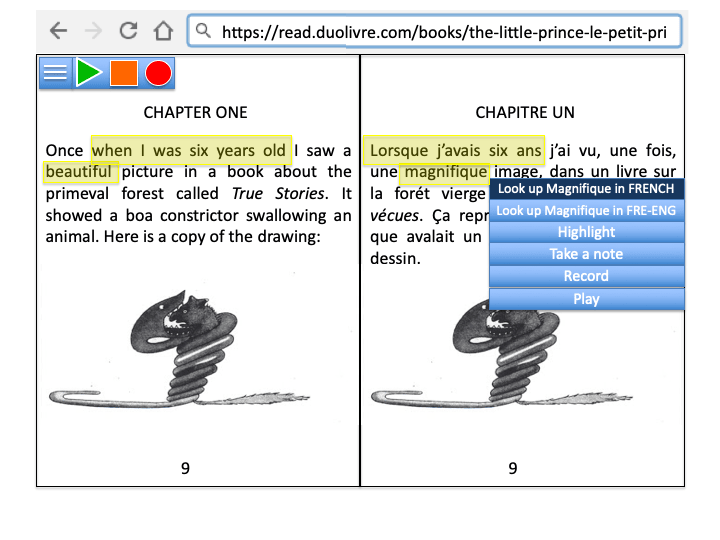 https://read.duolivre.com/books/the-little-prince-le-petit-pri
CHAPTER ONE
Once when I was six years old I saw a
beautiful picture in a book about the
primeval forest called True Stories. It
showed a boa constrictor swallowing an
animal. Here is a copy of the drawing:
9
CHAPITRE UN
Lorsque j’avais six ans j’ai vu, une fois,
une magnifique image, dans un livre sur
la forét vierge
vécues. Ça repr
que avalait un
dessin.
Look up Magnifique in FRENCH
Look up Magnifique in FRE-ENG
Highlight
Take a note
Record
Play
9